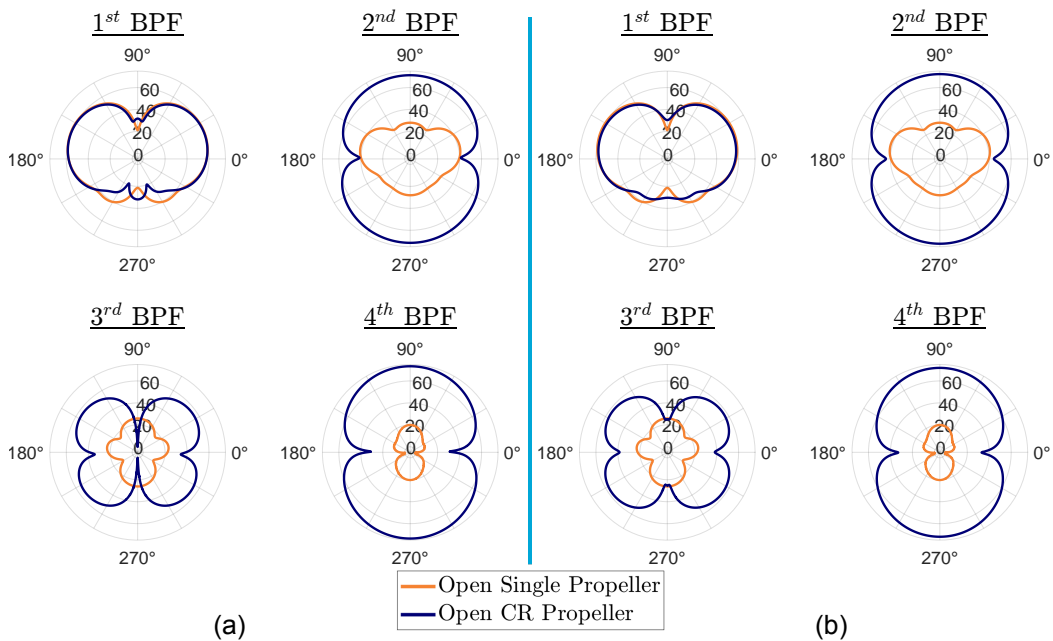 1st BPF 2nd BPF 1st BPF 2nd BPF
90° 90° 90° 90°
60 60 60 60
40 40 40 40
20 20 20 20
180° 0 0° 180° 0 0° 180° 0 0° 180° 0 0°
270° 270° 270° 270°
3rd BPF 4th BPF 3rd BPF 4th BPF
90° 90° 90° 90°
60 60 60 60
40 40 40 40
20 20 20 20
180° 0 0° 180° 0 0° 180° 0 0° 180° 0 0°
270° 270° 270° 270°
Open Single Propeller
Open CR Propeller
(a) (b)